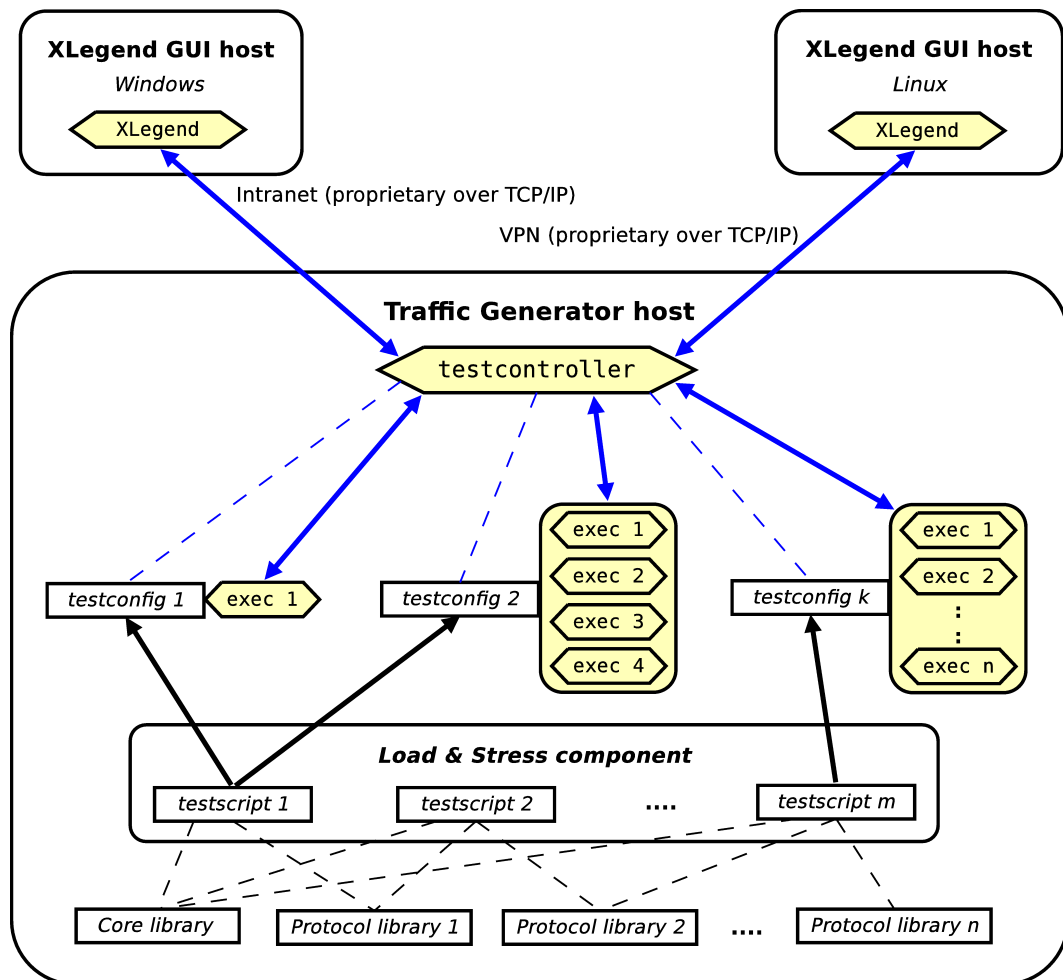 XLegend GUI host
Windows
XLegend
XLegend GUI host
Linux
XLegend
Intranet (proprietary over TCP/IP)
VPN (proprietary over TCP/IP)
Traffic Generator host
testcontroller
testconfig 1
exec 1
testconfig 2
exec 1
exec 2
exec 3
exec 4
testconfig k
exec 1
exec 2
:
:
exec n
Load & Stress component
testscript 1
testscript 2
....
testscript m
Core library
Protocol library 1
Protocol library 2
....
Protocol library n